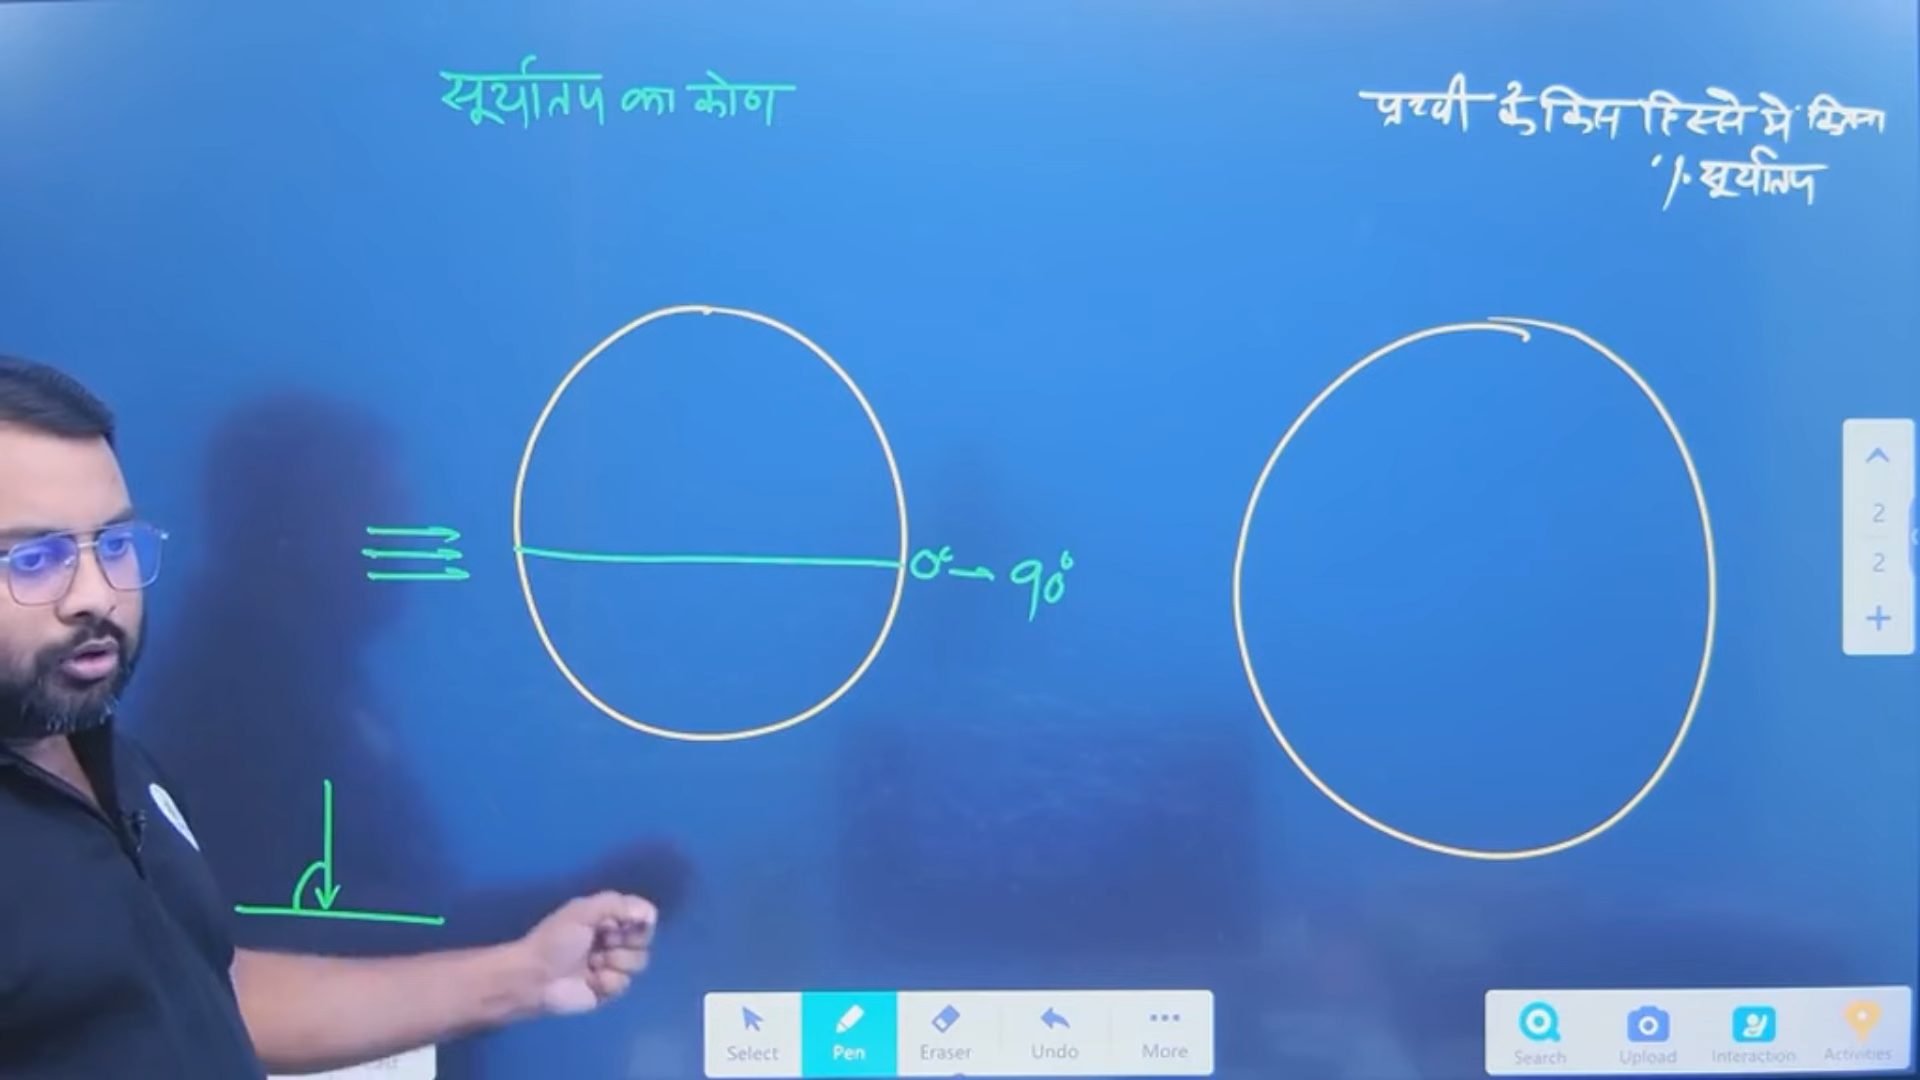 सूर्यातप का कोण
पृथ्वी के किस हिस्से में कितना
% सूर्यातप
0° → 90°
2
2
Select
Pen
Eraser
Undo
More
Search
Upload
Interaction
Activities